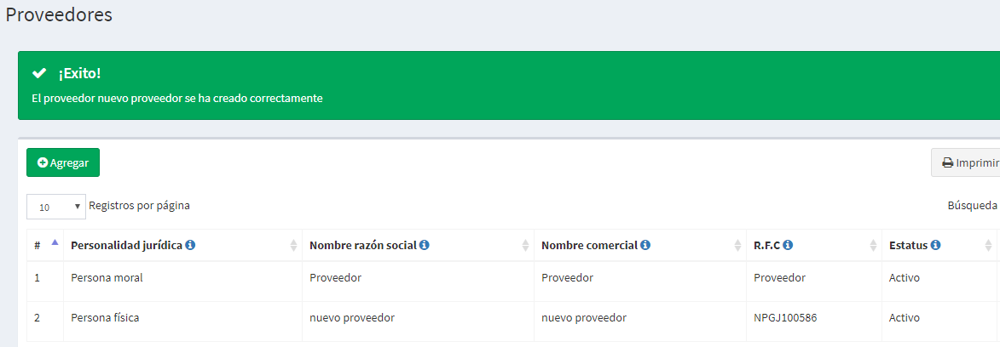 Proveedores
¡Exito!
El proveedor nuevo proveedor se ha creado correctamente
Agregar
Imprimir
10 Registros por página
Búsqueda
# Personalidad jurídica Nombre razón social Nombre comercial R.F.C Estatus
1 Persona moral Proveedor Proveedor Proveedor Activo
2 Persona física nuevo proveedor nuevo proveedor NPGJ100586 Activo